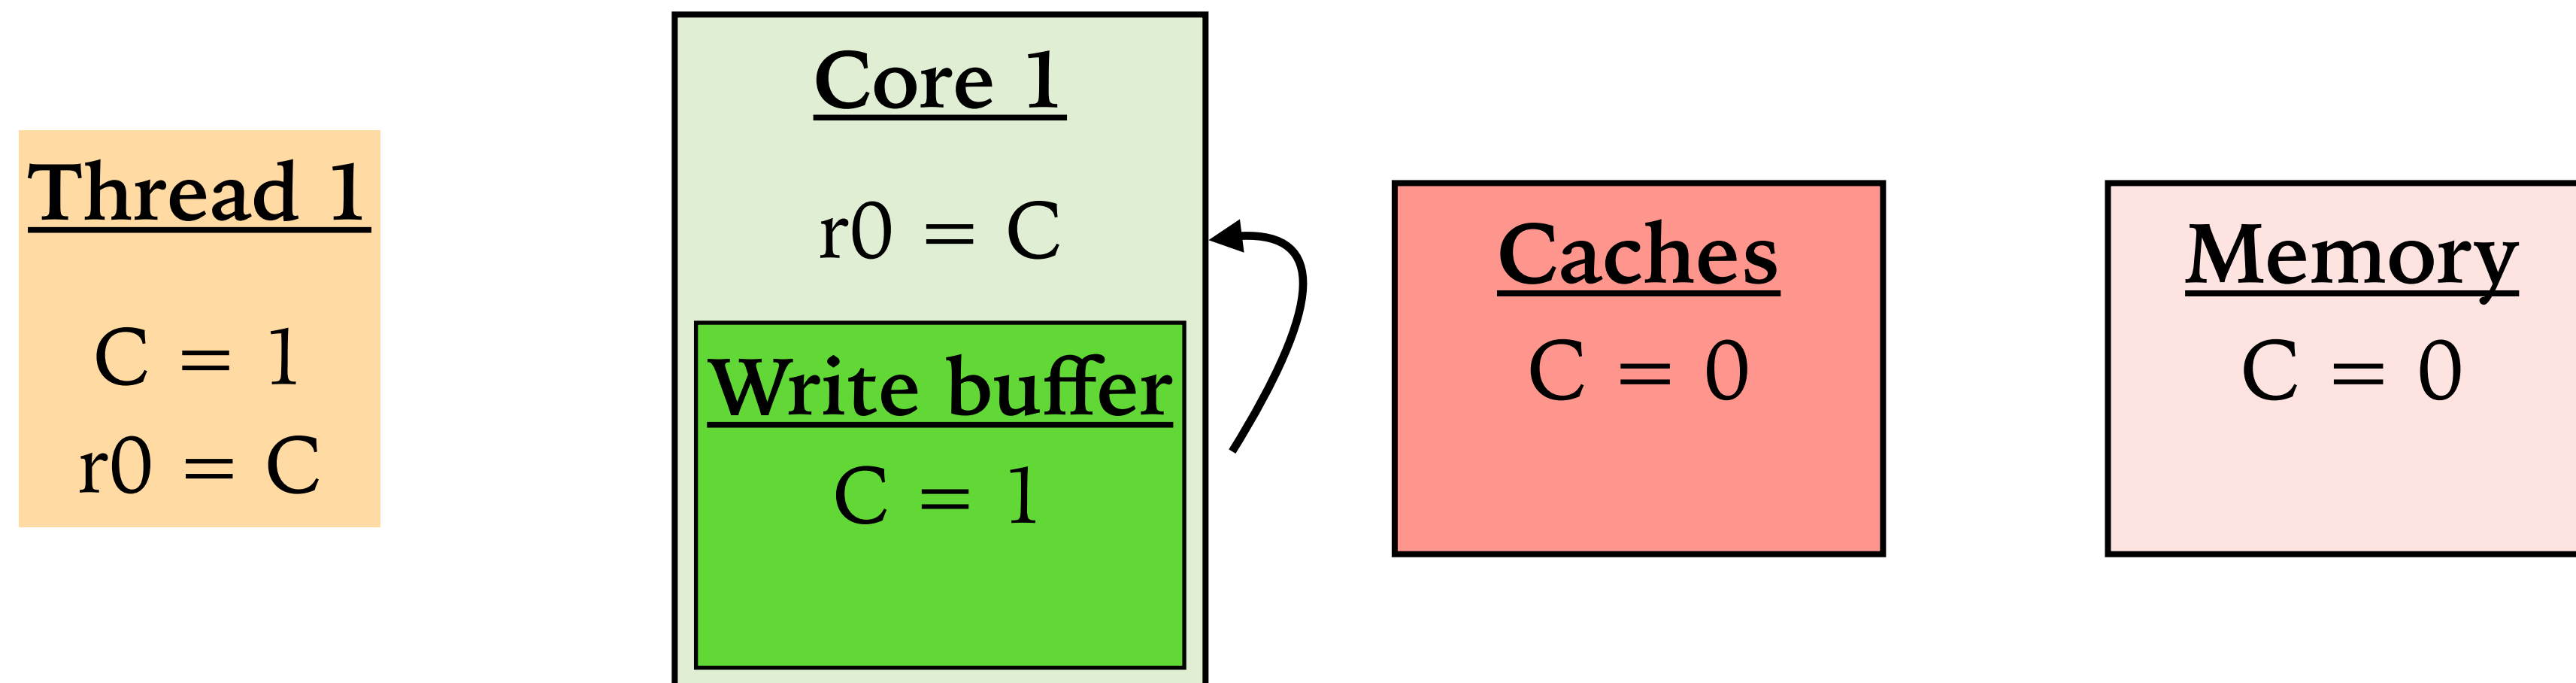 Thread 1
C = 1
r0 = C
Core 1
r0 = C
Write buffer
C = 1
Caches
C = 0
Memory
C = 0